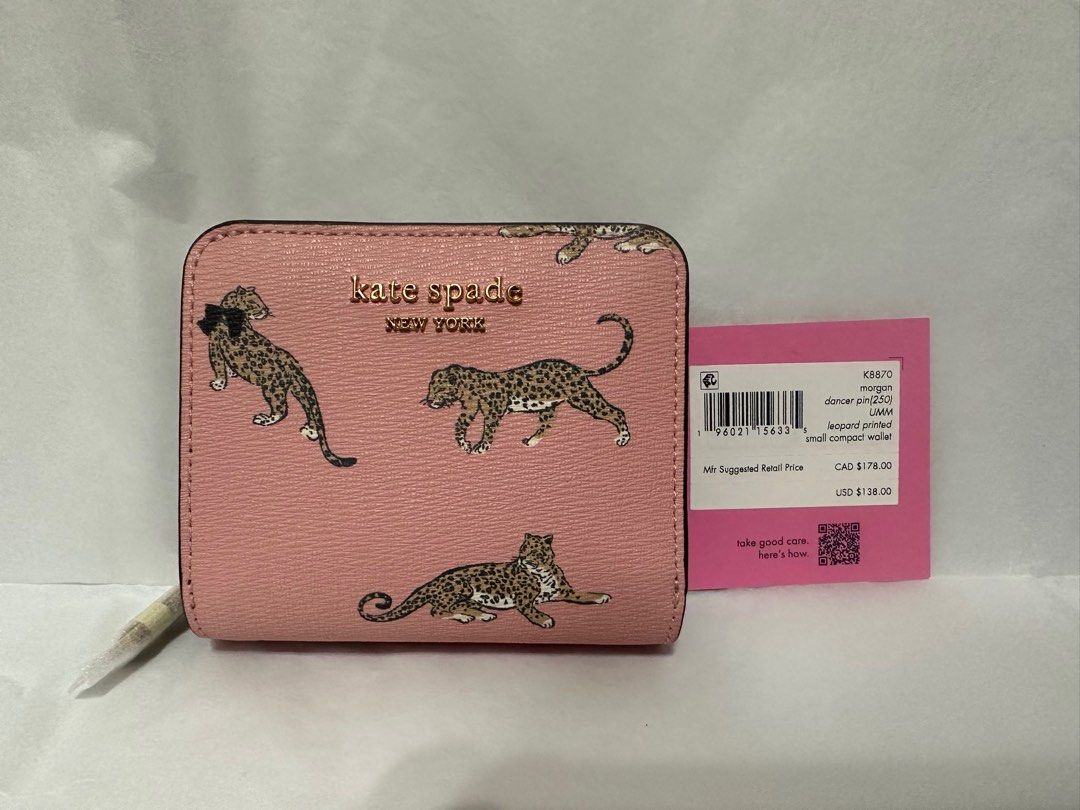 kate spade
NEW YORK
K8870
morgan
dancer pin(250)
UMM
leopard printed
small compact wallet
1 96021 15633 5
Mfr Suggested Retail Price CAD $178.00
USD $138.00
take good care.
here's how.